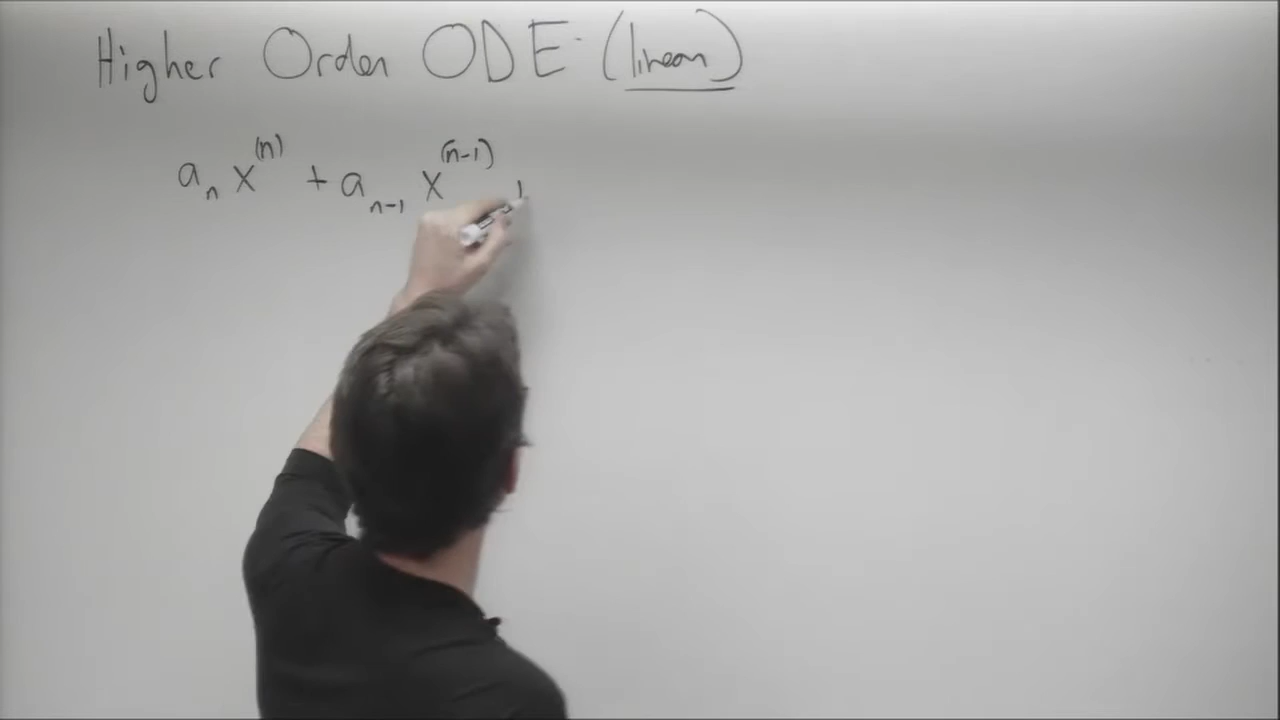 Higher Order ODE (linear)
aₙ x⁽ⁿ⁾ + aₙ₋₁ x⁽ⁿ⁻¹⁾